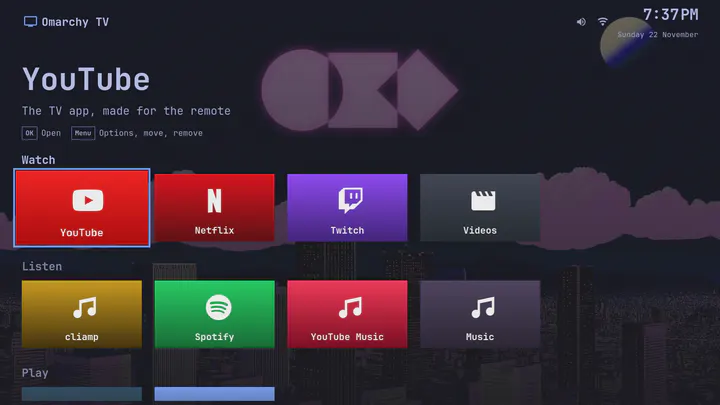 Omarchy TV
7:37PM
Sunday 22 November
YouTube
The TV app, made for the remote
OK Open Menu Options, move, remove
Watch
YouTube
Netflix
Twitch
Videos
Listen
cliamp
Spotify
YouTube Music
Music
Play